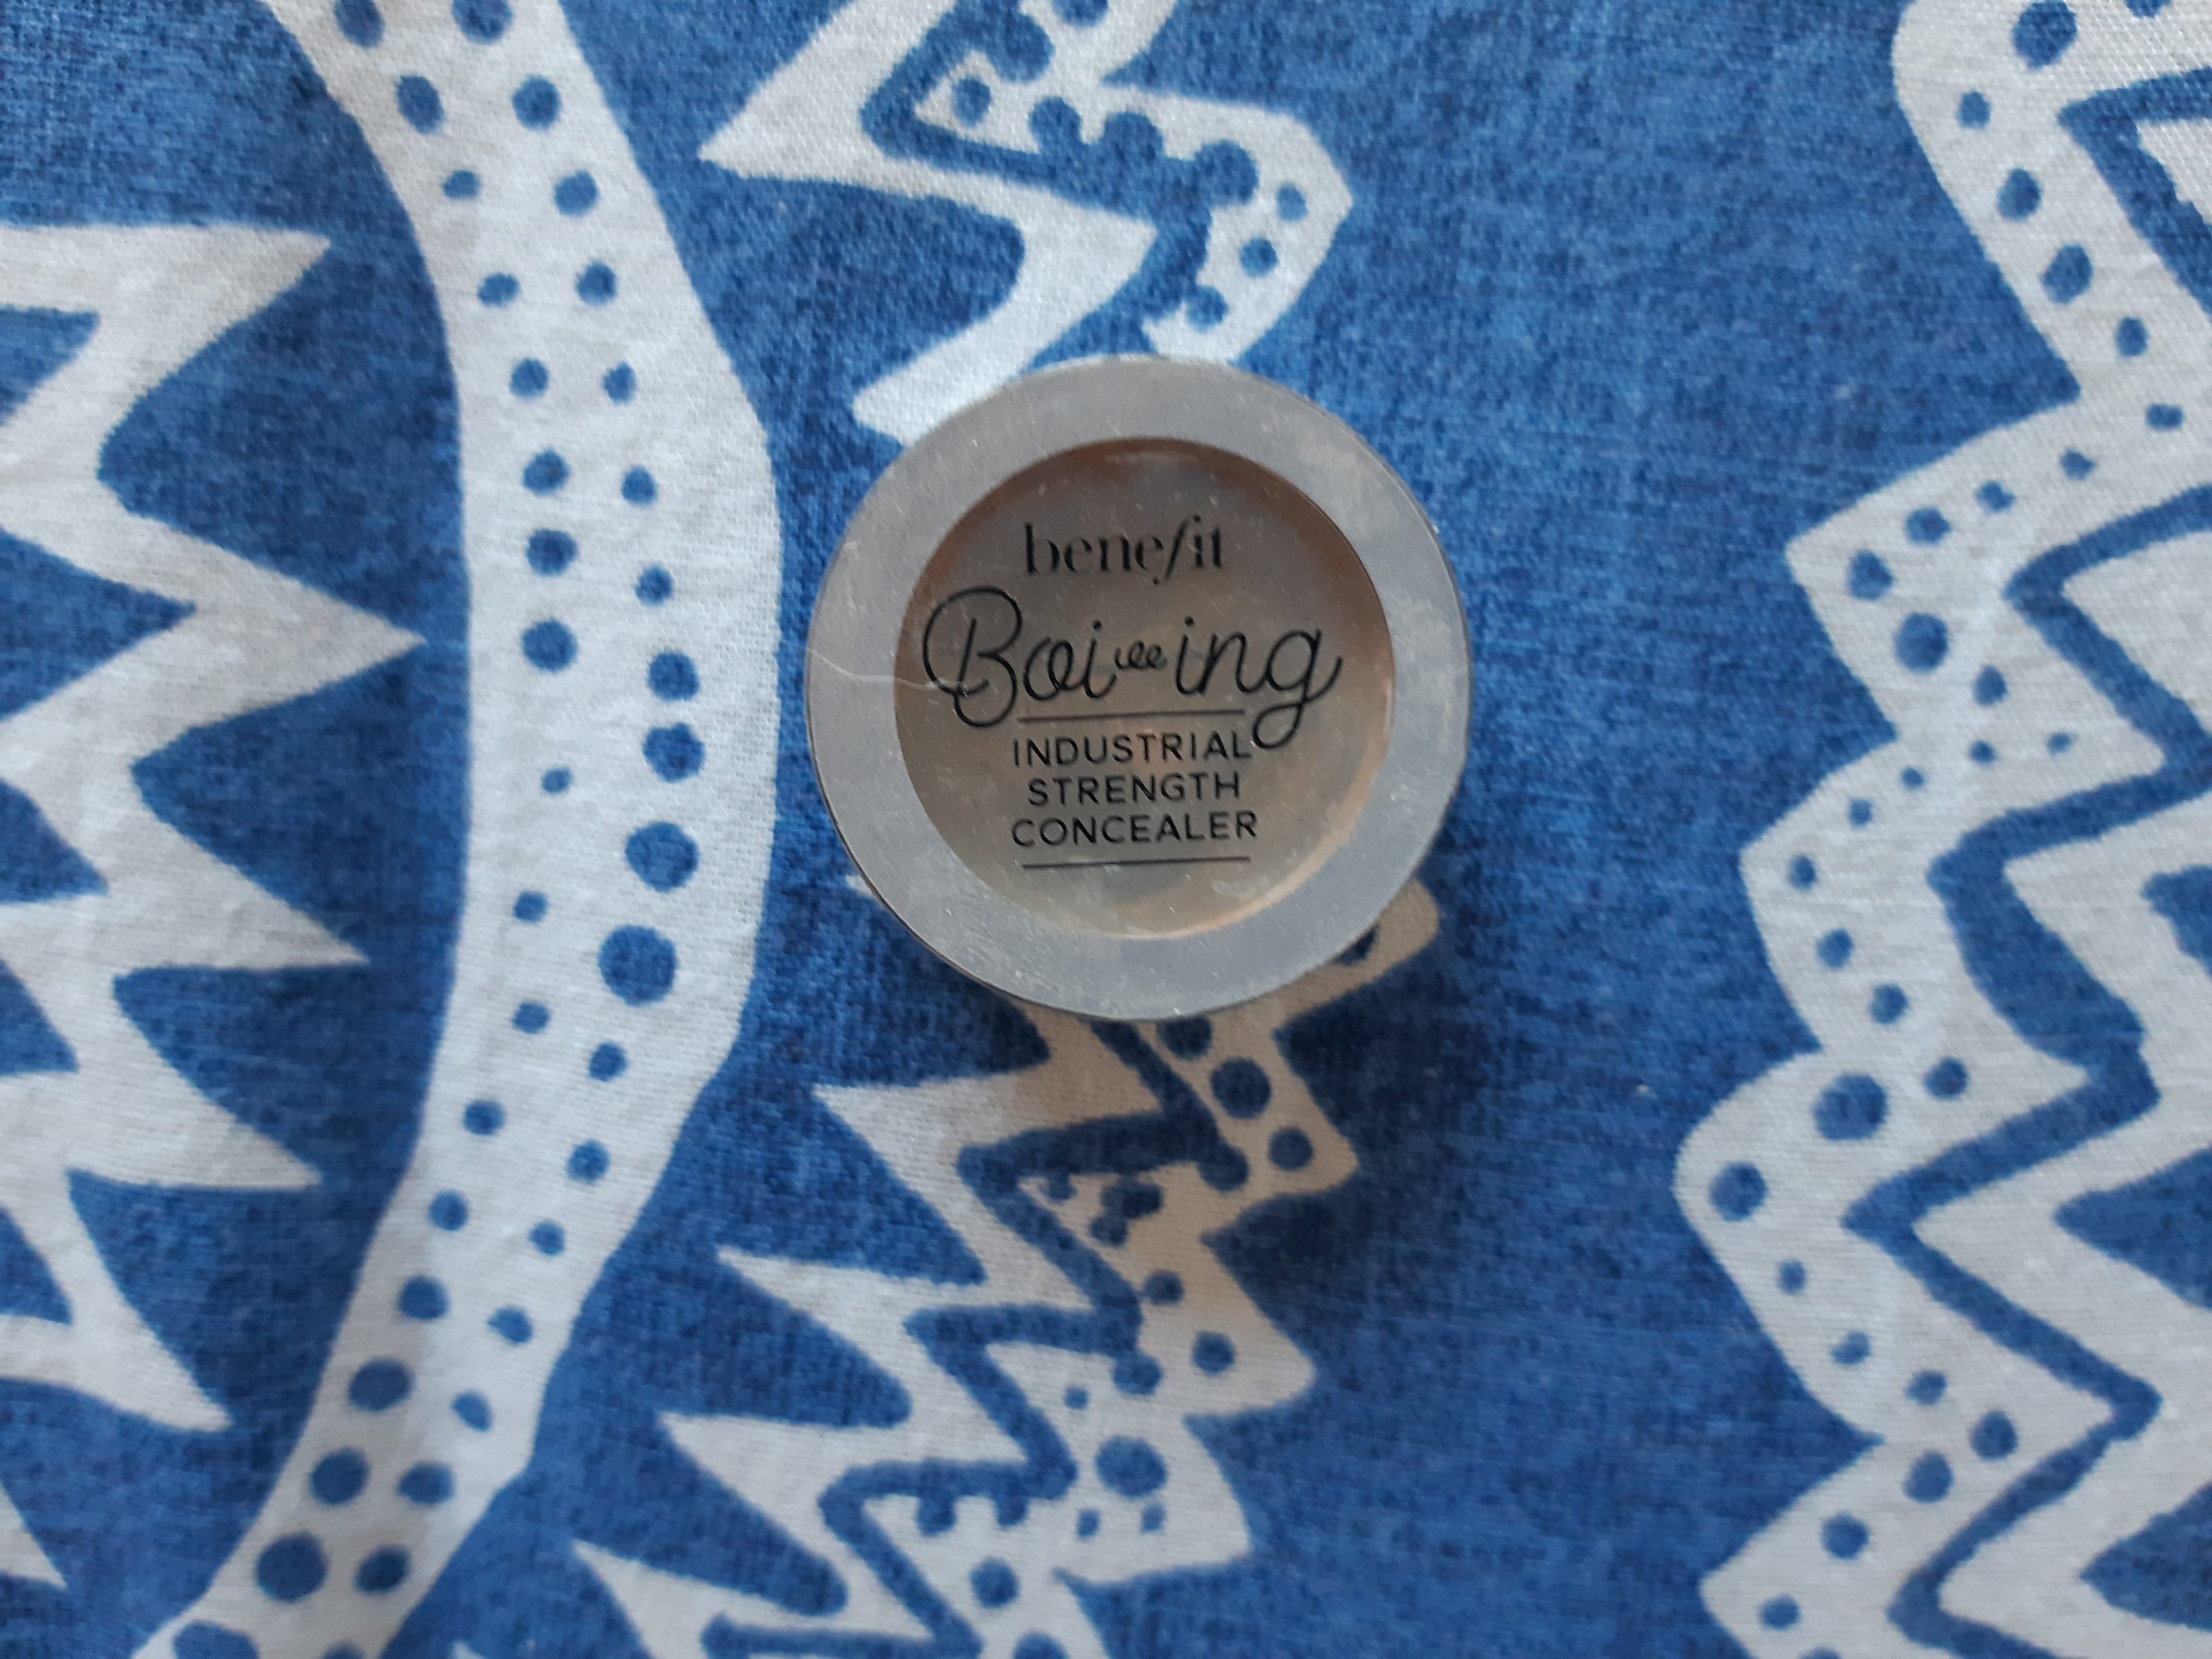 benefit
Boi ing
INDUSTRIAL
STRENGTH
CONCEALER